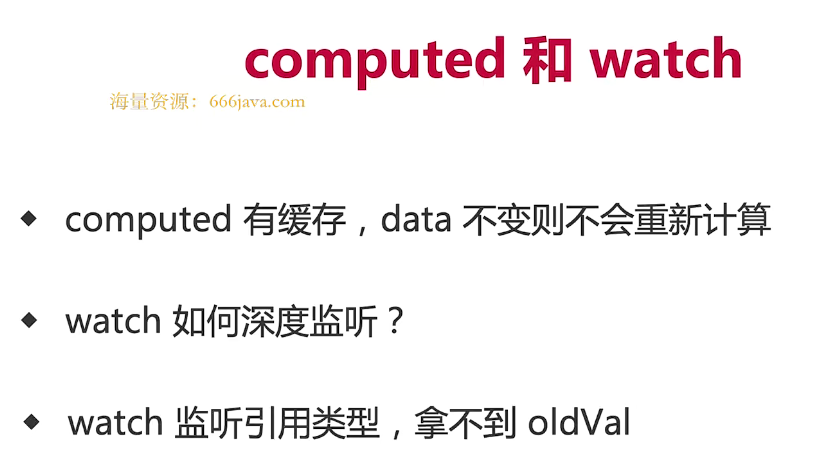 computed 和 watch
海量资源：666java.com
computed 有缓存，data 不变则不会重新计算
watch 如何深度监听？
watch 监听引用类型，拿不到 oldVal